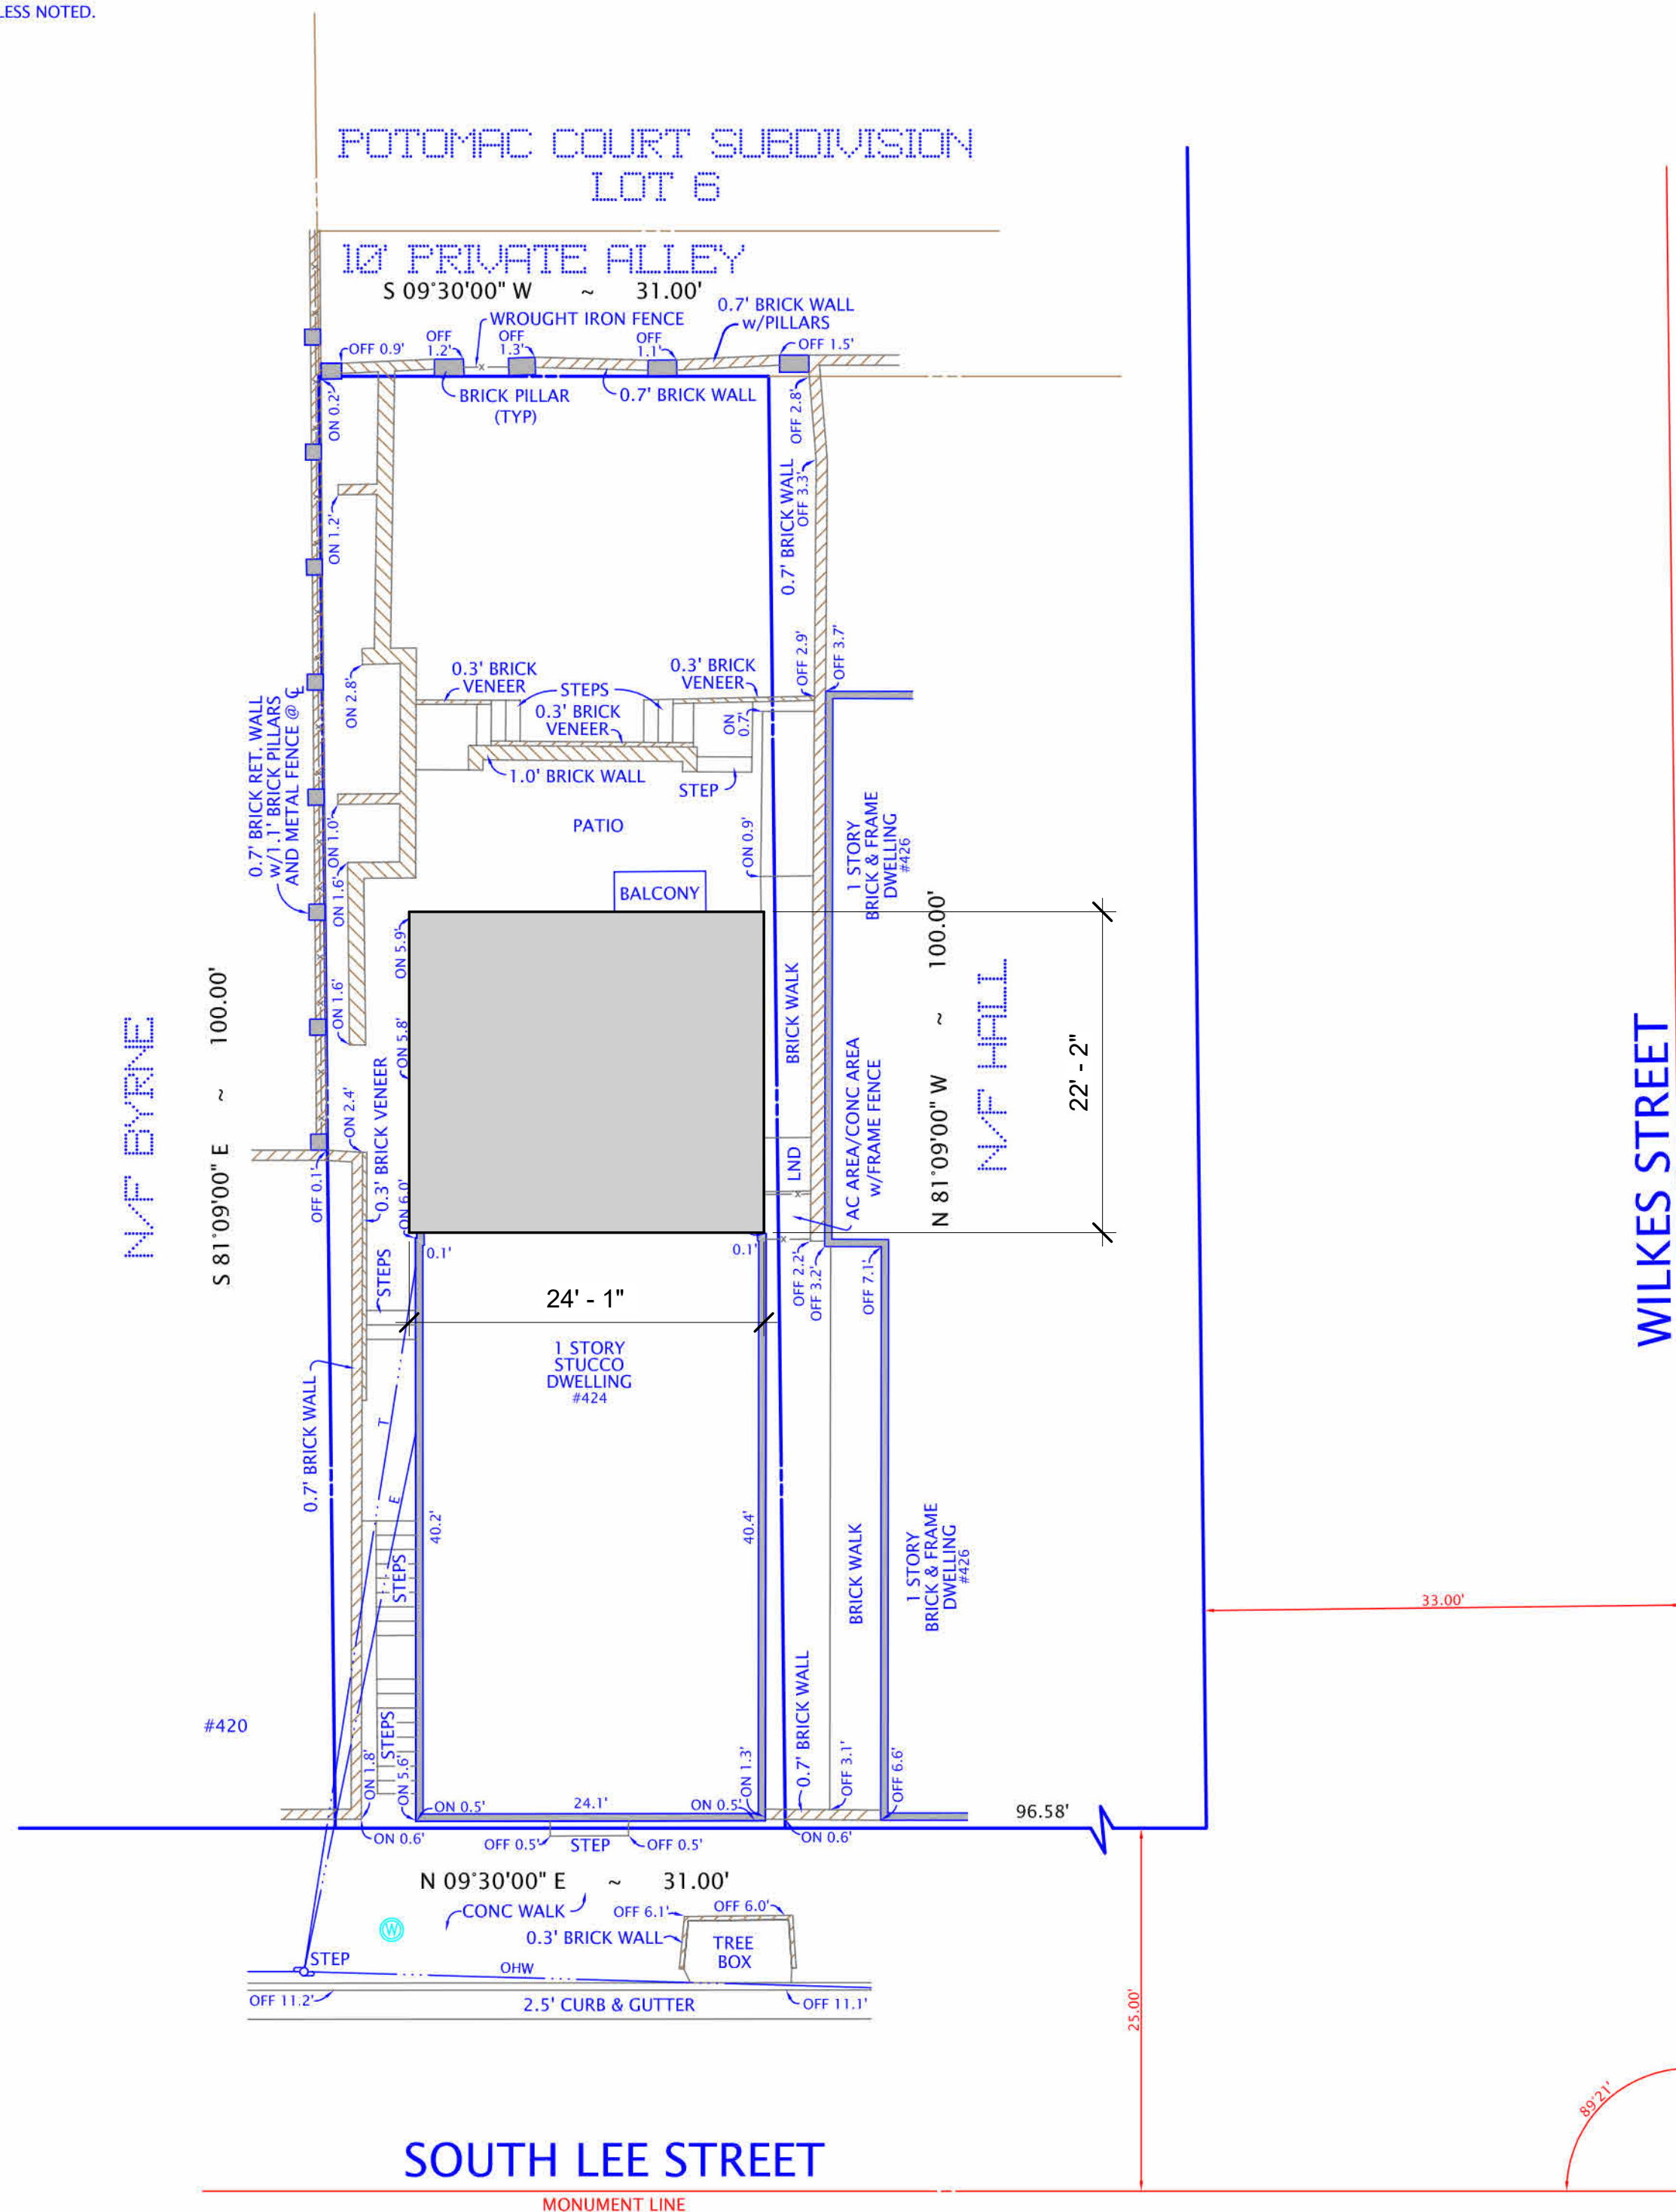 LESS NOTED.
POTOMAC COURT SUBDIVISION
LOT 6
10' PRIVATE ALLEY
S 09°30'00" W ~ 31.00'
0.7' BRICK WALL
w/PILLARS
WROUGHT IRON FENCE
OFF 0.9'
OFF
1.2'
OFF
1.3'
OFF
1.1'
OFF 1.5'
BRICK PILLAR
(TYP)
0.7' BRICK WALL
ON 0.2'
OFF 2.8'
0.7' BRICK WALL
OFF 3.3'
ON 1.2'
OFF 2.9'
OFF 3.7'
0.3' BRICK
VENEER
STEPS
0.3' BRICK
VENEER
0.3' BRICK
VENEER
ON
0.7'
ON 2.8'
0.7' BRICK RET. WALL
w/1.1' BRICK PILLARS
AND METAL FENCE @ ℄
1.0' BRICK WALL
STEP
PATIO
ON 1.0'
ON 0.9'
1 STORY
BRICK & FRAME
DWELLING
#426
BALCONY
ON 1.6'
ON 5.9'
ON 1.6'
ON 5.8'
BRICK WALK
N 81°09'00" W ~ 100.00'
N/F HALL
22' - 2"
N/F BYRNE
S 81°09'00" E ~ 100.00'
ON 2.4'
0.3' BRICK VENEER
LND
AC AREA/CONC AREA
w/FRAME FENCE
OFF 0.1'
ON 6.0'
WILKES STREET
0.1'
0.1'
STEPS
OFF 2.2'
OFF 3.2'
OFF 7.1'
24' - 1"
1 STORY
STUCCO
DWELLING
#424
0.7' BRICK WALL
T
E
40.2'
40.4'
STEPS
BRICK WALK
1 STORY
BRICK & FRAME
DWELLING
#426
33.00'
#420
STEPS
0.7' BRICK WALL
ON 1.8'
ON 5.6'
ON 1.3'
OFF 3.1'
OFF 6.6'
ON 0.5'
24.1'
ON 0.5'
96.58'
ON 0.6'
OFF 0.5'
STEP
OFF 0.5'
ON 0.6'
N 09°30'00" E ~ 31.00'
CONC WALK
OFF 6.1'
OFF 6.0'
W
0.3' BRICK WALL
TREE
BOX
STEP
OHW
OFF 11.2'
2.5' CURB & GUTTER
OFF 11.1'
25.00'
89°21'
SOUTH LEE STREET
MONUMENT LINE